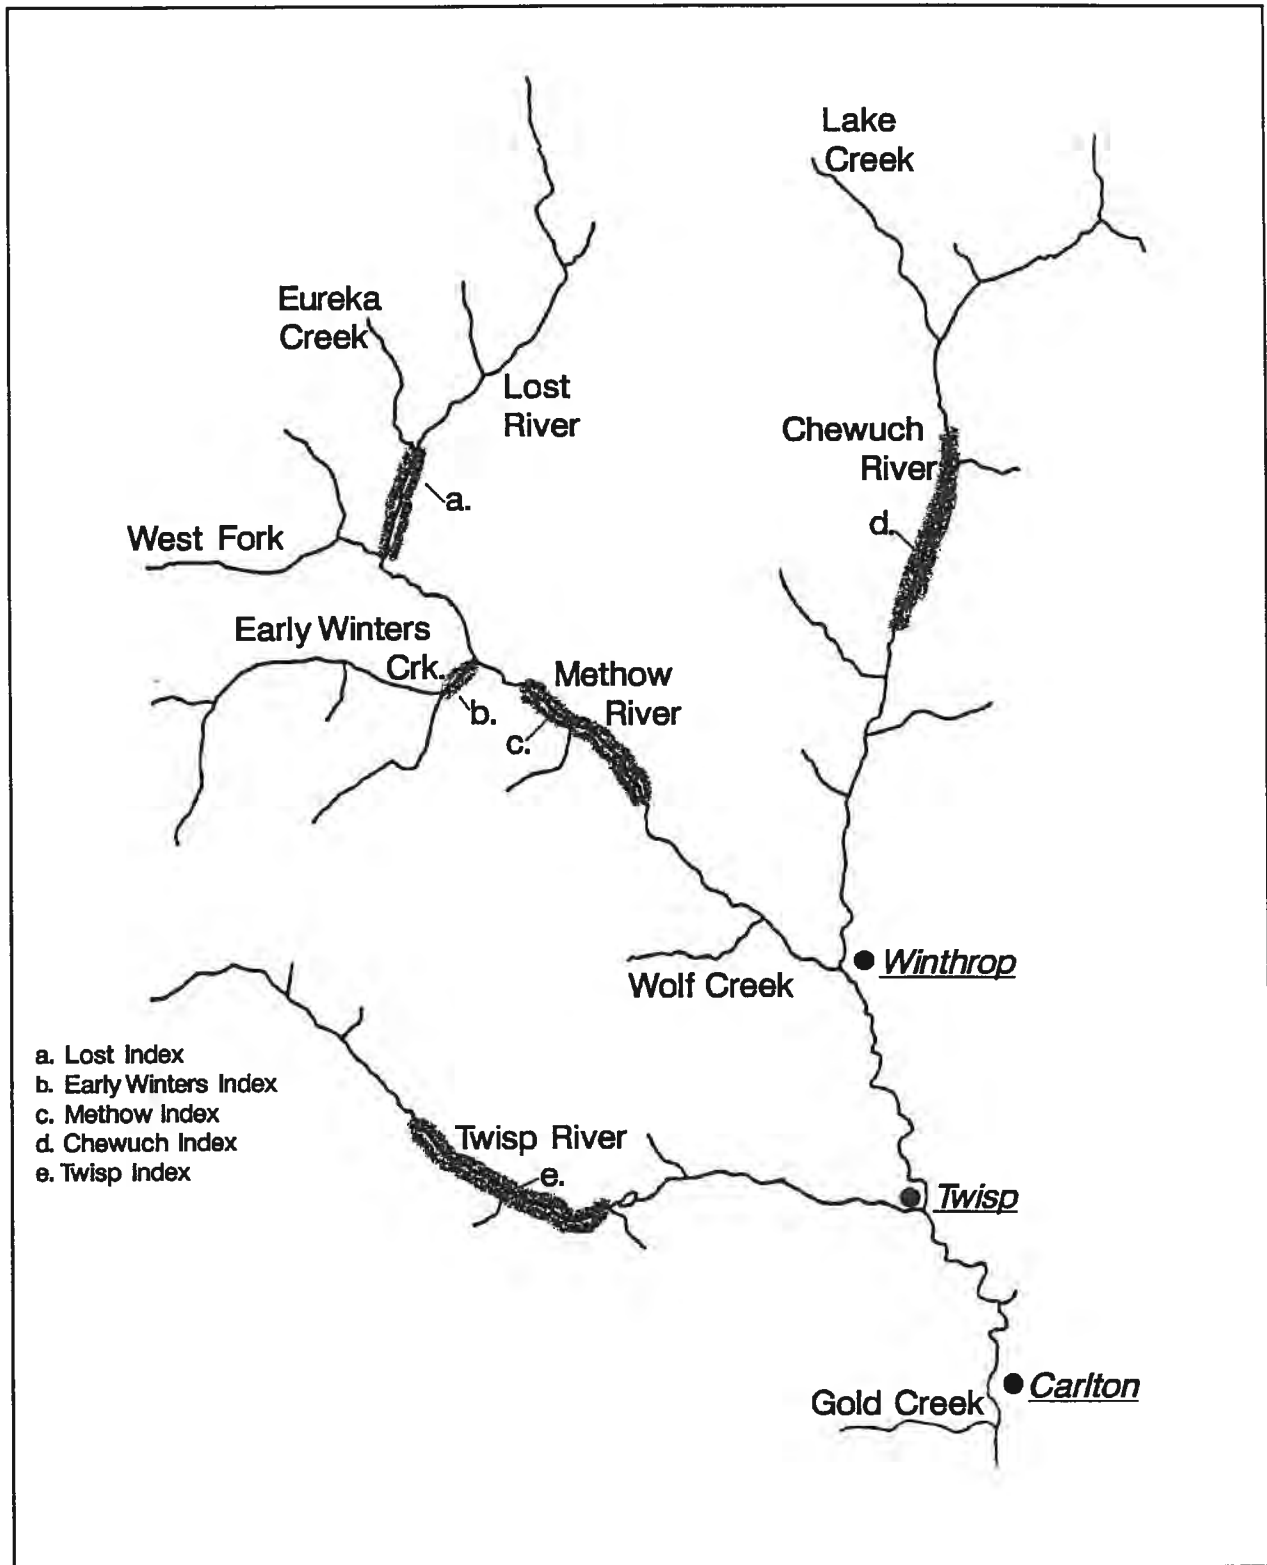 Lake
Creek
Eureka
Creek
Lost
River
Chewuch
River
a.
d.
West Fork
Early Winters
Crk.
Methow
River
b.
c.
Winthrop
Wolf Creek
a. Lost Index
b. Early Winters Index
c. Methow Index
d. Chewuch Index
e. Twisp Index
Twisp River
e.
Twisp
Carlton
Gold Creek